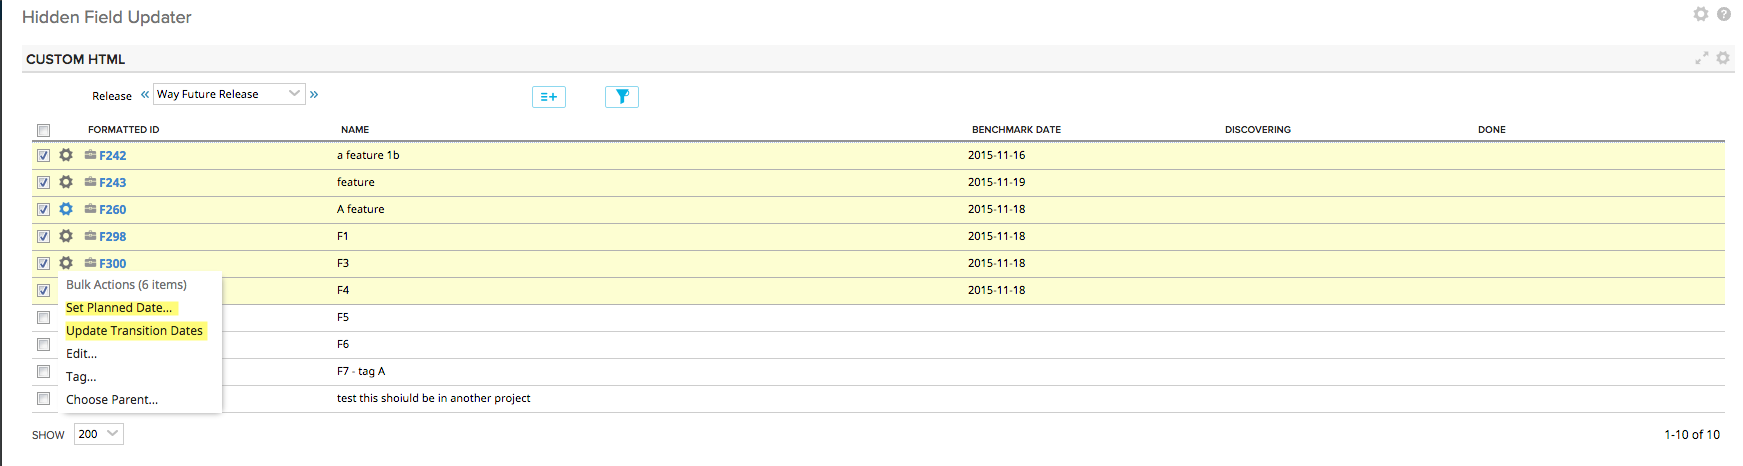 Hidden Field Updater
CUSTOM HTML
Release « Way Future Release »
FORMATTED ID NAME BENCHMARK DATE DISCOVERING DONE
F242 a feature 1b 2015-11-16
F243 feature 2015-11-19
F260 A feature 2015-11-18
F298 F1 2015-11-18
F300 F3 2015-11-18
F4 2015-11-18
F5
F6
F7 - tag A
test this shoiuld be in another project
Bulk Actions (6 items)
Set Planned Date...
Update Transition Dates
Edit...
Tag...
Choose Parent...
SHOW 200 1-10 of 10